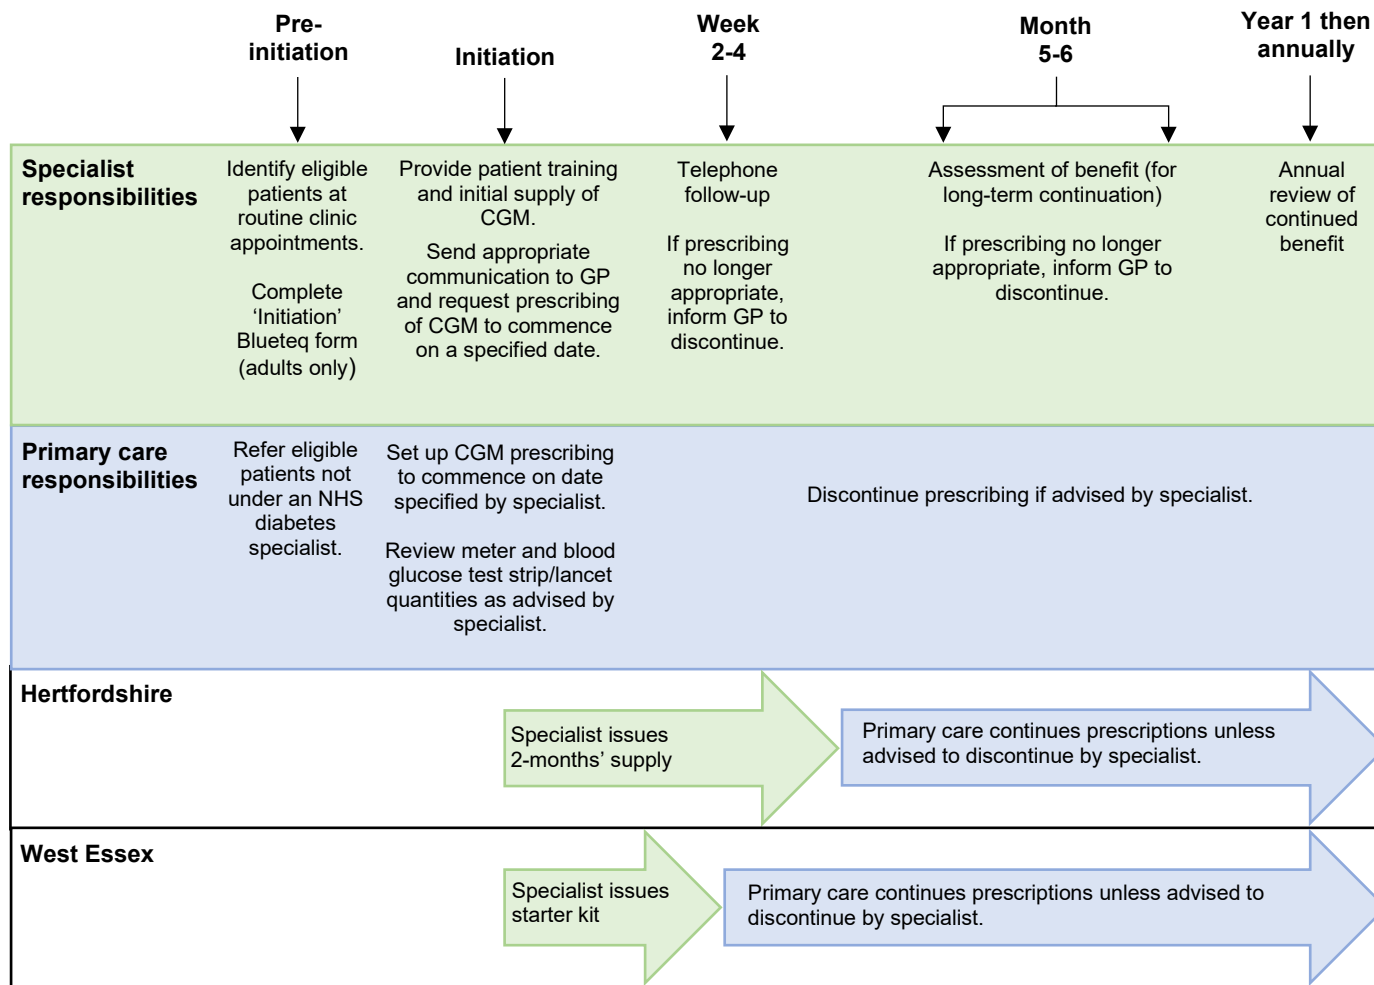 Pre-
initiation
Initiation
Week
2-4
Month
5-6
Year 1 then
annually
Specialist
responsibilities
Identify eligible
patients at
routine clinic
appointments.
Complete
‘Initiation’
Blueteq form
(adults only)
Provide patient training
and initial supply of
CGM.
Send appropriate
communication to GP
and request prescribing
of CGM to commence
on a specified date.
Telephone
follow-up
If prescribing
no longer
appropriate,
inform GP to
discontinue.
Assessment of benefit (for
long-term continuation)
If prescribing no longer
appropriate, inform GP to
discontinue.
Annual
review of
continued
benefit
Primary care
responsibilities
Refer eligible
patients not
under an NHS
diabetes
specialist.
Set up CGM prescribing
to commence on date
specified by specialist.
Review meter and blood
glucose test strip/lancet
quantities as advised by
specialist.
Discontinue prescribing if advised by specialist.
Hertfordshire
Specialist issues
2-months’ supply
Primary care continues prescriptions unless
advised to discontinue by specialist.
West Essex
Specialist issues
starter kit
Primary care continues prescriptions unless advised to
discontinue by specialist.